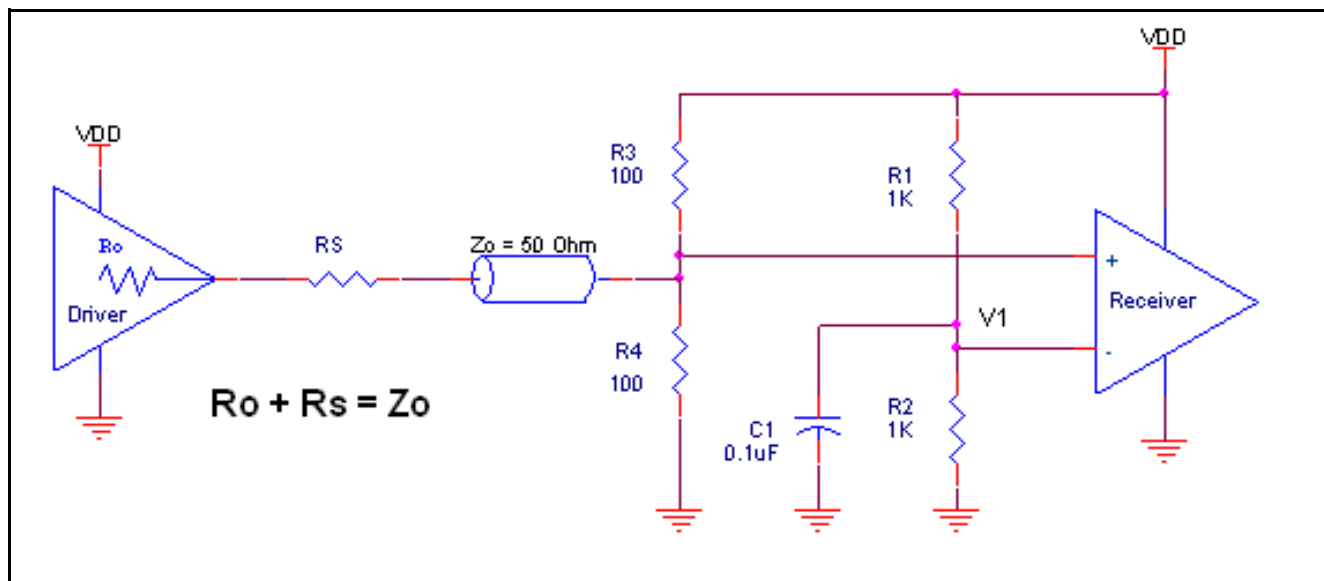 VDD
VDD
R3
100
R1
1K
Ro
RS
Zo = 50 Ohm
+
Driver
Receiver
V1
-
R4
100
Ro + Rs = Zo
C1
0.1uF
R2
1K